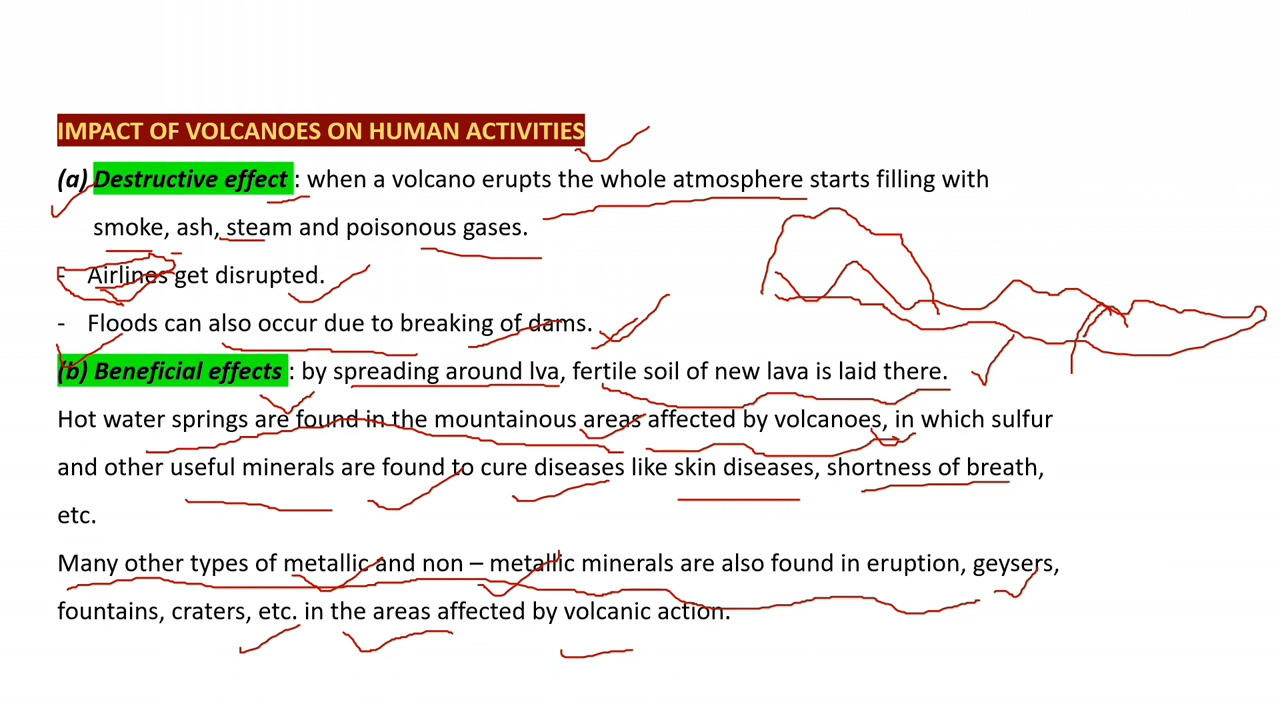 IMPACT OF VOLCANOES ON HUMAN ACTIVITIES
(a) Destructive effect : when a volcano erupts the whole atmosphere starts filling with
smoke, ash, steam and poisonous gases.
- Airlines get disrupted.
- Floods can also occur due to breaking of dams.
(b) Beneficial effects : by spreading around lva, fertile soil of new lava is laid there.
Hot water springs are found in the mountainous areas affected by volcanoes, in which sulfur
and other useful minerals are found to cure diseases like skin diseases, shortness of breath,
etc.
Many other types of metallic and non – metallic minerals are also found in eruption, geysers,
fountains, craters, etc. in the areas affected by volcanic action.